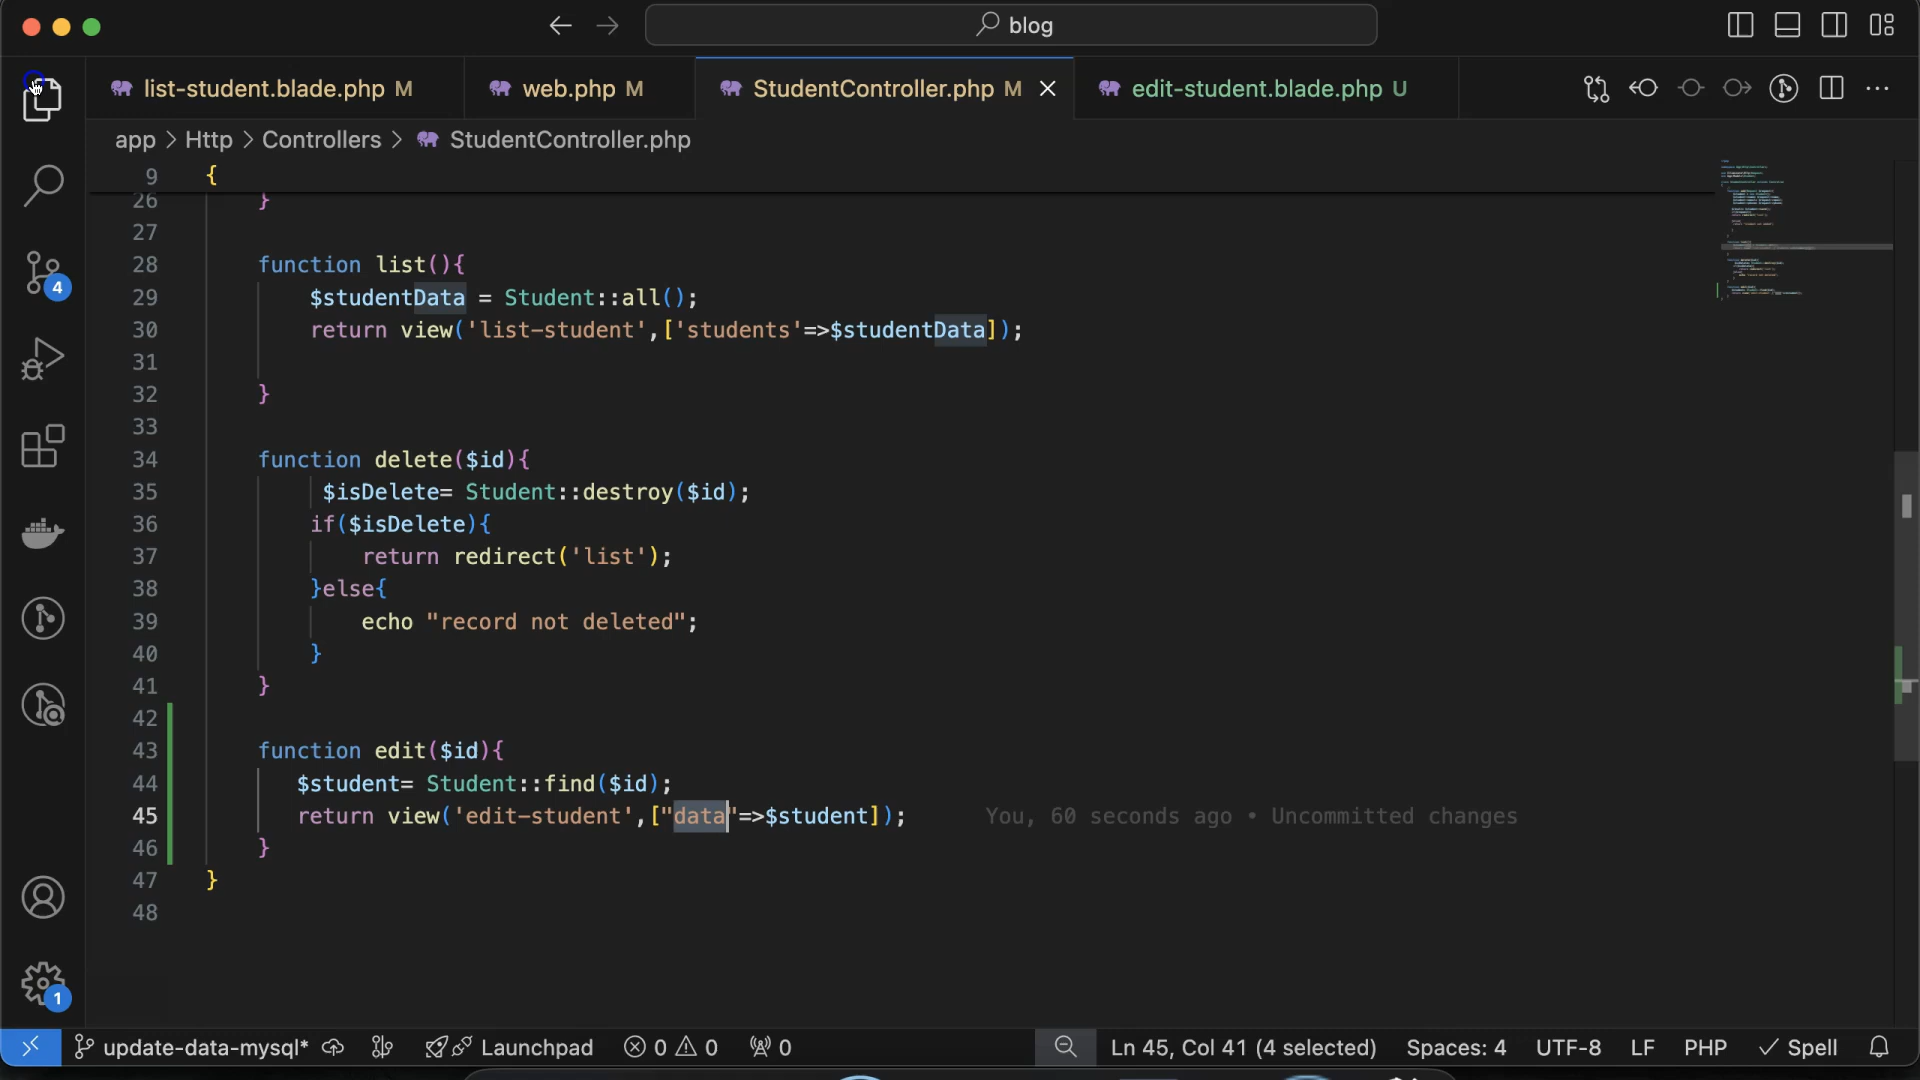 blog
list-student.blade.php M
web.php M
StudentController.php M
edit-student.blade.php U
app > Http > Controllers > StudentController.php
9 {
26 }
27
28 function list(){
29 $studentData = Student::all();
30 return view('list-student',['students'=>$studentData]);
31
32 }
33
34 function delete($id){
35 $isDelete= Student::destroy($id);
36 if($isDelete){
37 return redirect('list');
38 }else{
39 echo "record not deleted";
40 }
41 }
42
43 function edit($id){
44 $student= Student::find($id);
45 return view('edit-student',["data"=>$student]); You, 60 seconds ago • Uncommitted changes
46 }
47 }
48
4
1
update-data-mysql* Launchpad 0 0 0 Ln 45, Col 41 (4 selected) Spaces: 4 UTF-8 LF PHP Spell